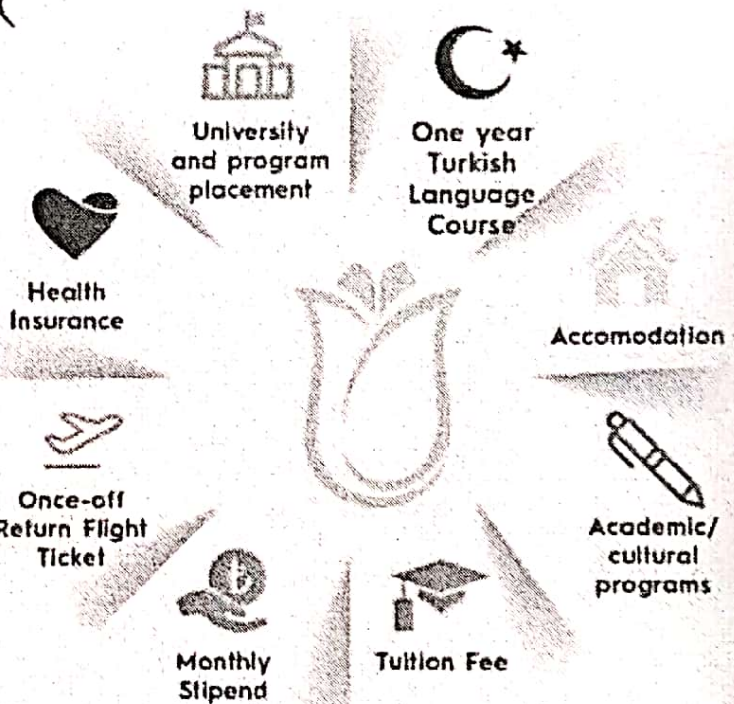 University
and program
placement
One year
Turkish
Language
Course
Health
Insurance
Accomodation
Once-off
Return Flight
Ticket
Academic/
cultural
programs
Monthly
Stipend
Tuition Fee